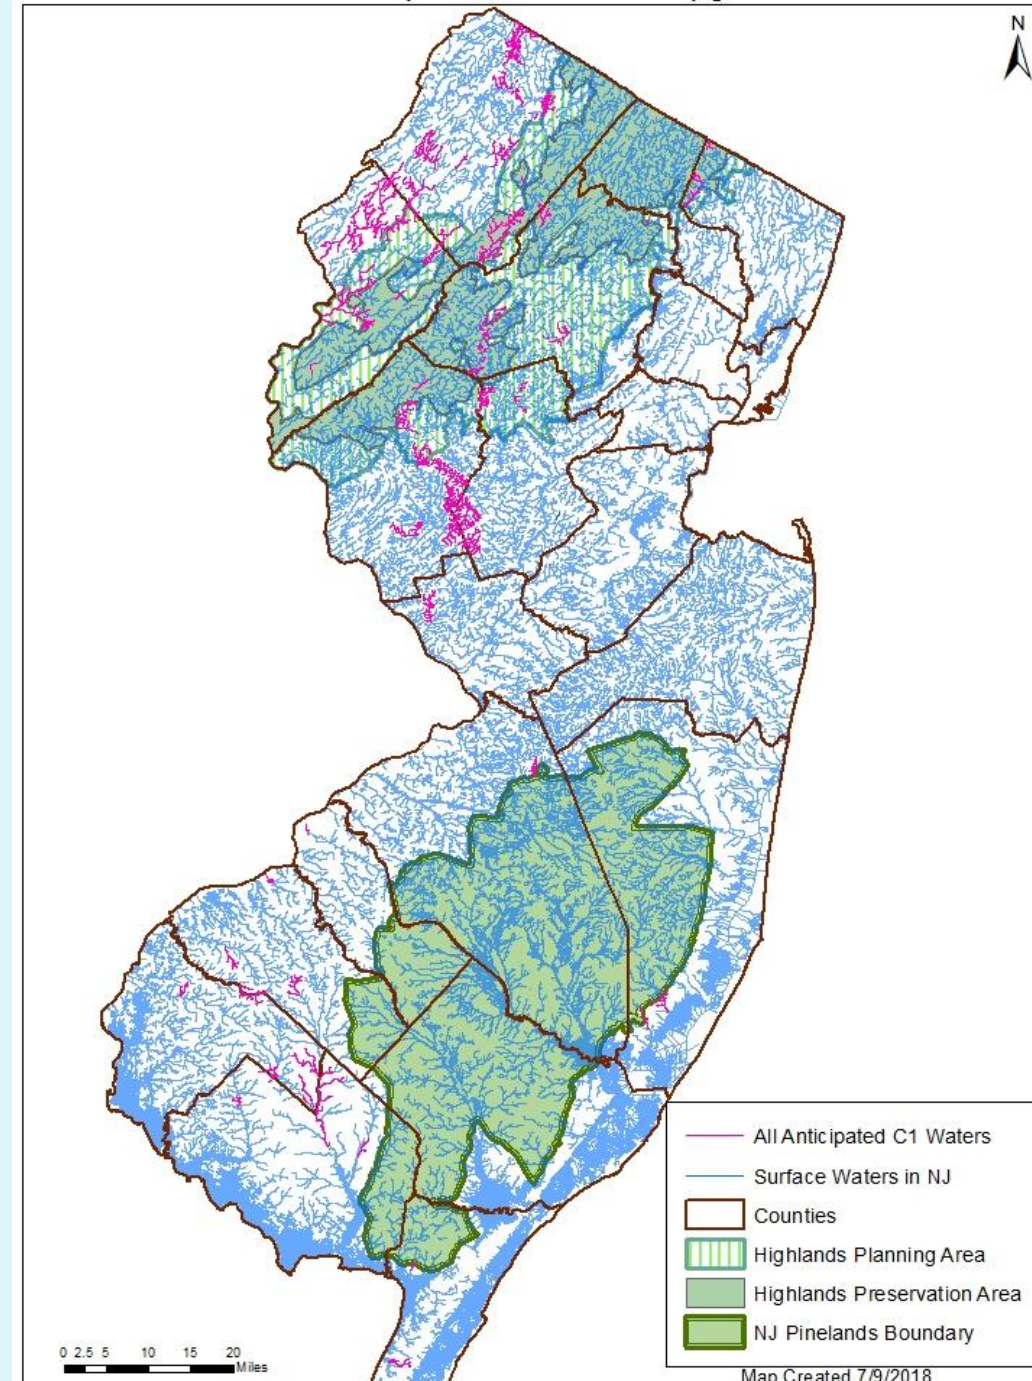 N
All Anticipated C1 Waters
Surface Waters in NJ
Counties
Highlands Planning Area
Highlands Preservation Area
NJ Pinelands Boundary
0 2.5 5 10 15 20
Miles
Map Created 7/9/2018